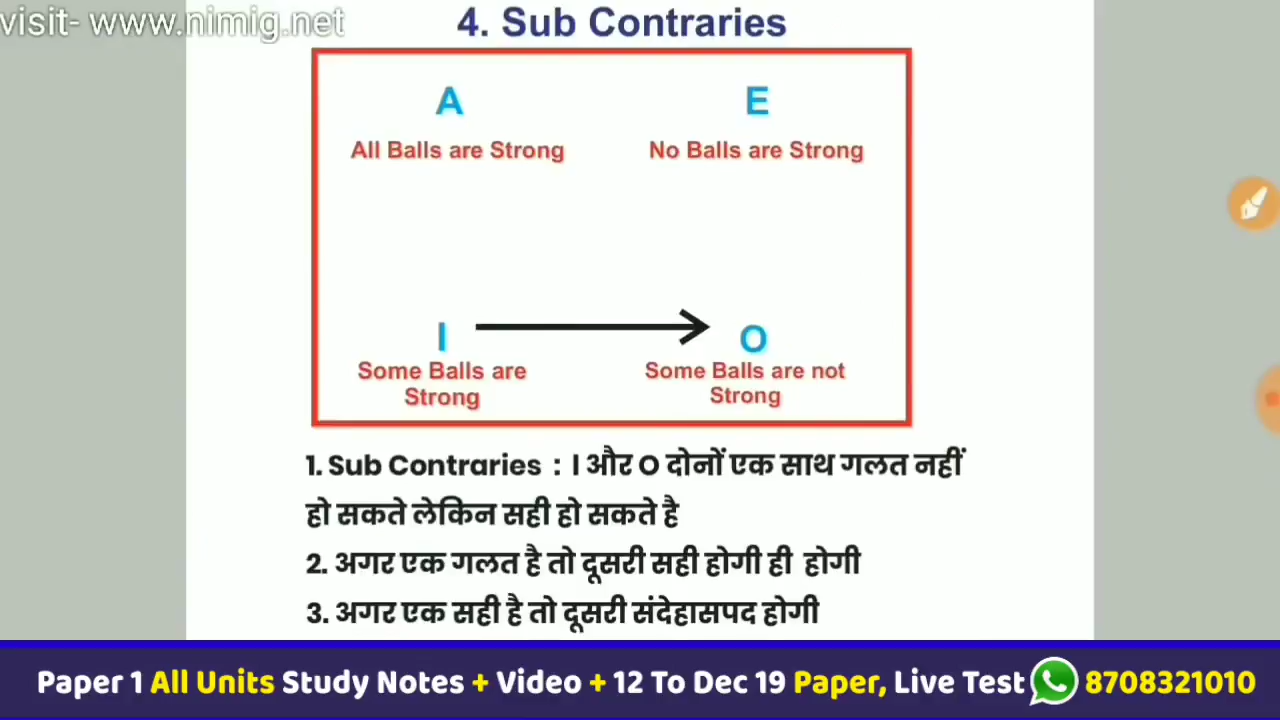 visit- www.nimig.net
4. Sub Contraries
A
E
All Balls are Strong
No Balls are Strong
I
O
Some Balls are
Strong
Some Balls are not
Strong
1. Sub Contraries : I और O दोनों एक साथ गलत नहीं
हो सकते लेकिन सही हो सकते है
2. अगर एक गलत है तो दूसरी सही होगी ही होगी
3. अगर एक सही है तो दूसरी संदेहासपद होगी
Paper 1 All Units Study Notes + Video + 12 To Dec 19 Paper, Live Test 8708321010